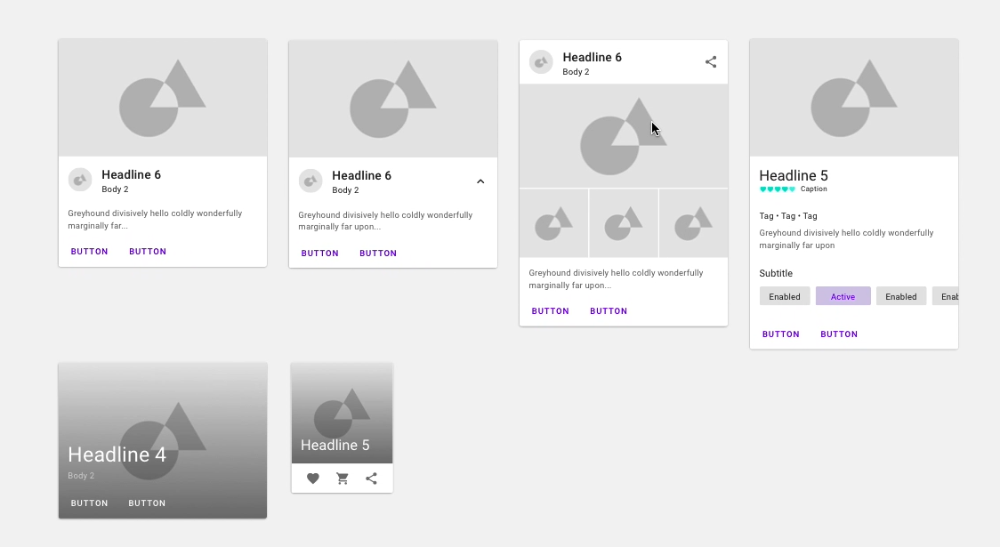 Headline 6
Body 2
Greyhound divisively hello coldly wonderfully
marginally far...
BUTTON BUTTON
Headline 6
Body 2
Greyhound divisively hello coldly wonderfully
marginally far upon...
BUTTON BUTTON
Headline 6
Body 2
Greyhound divisively hello coldly wonderfully
marginally far upon...
BUTTON BUTTON
Headline 5
Caption
Tag • Tag • Tag
Greyhound divisively hello coldly wonderfully
marginally far upon
Subtitle
Enabled Active Enabled Enab
BUTTON BUTTON
Headline 4
Body 2
BUTTON BUTTON
Headline 5